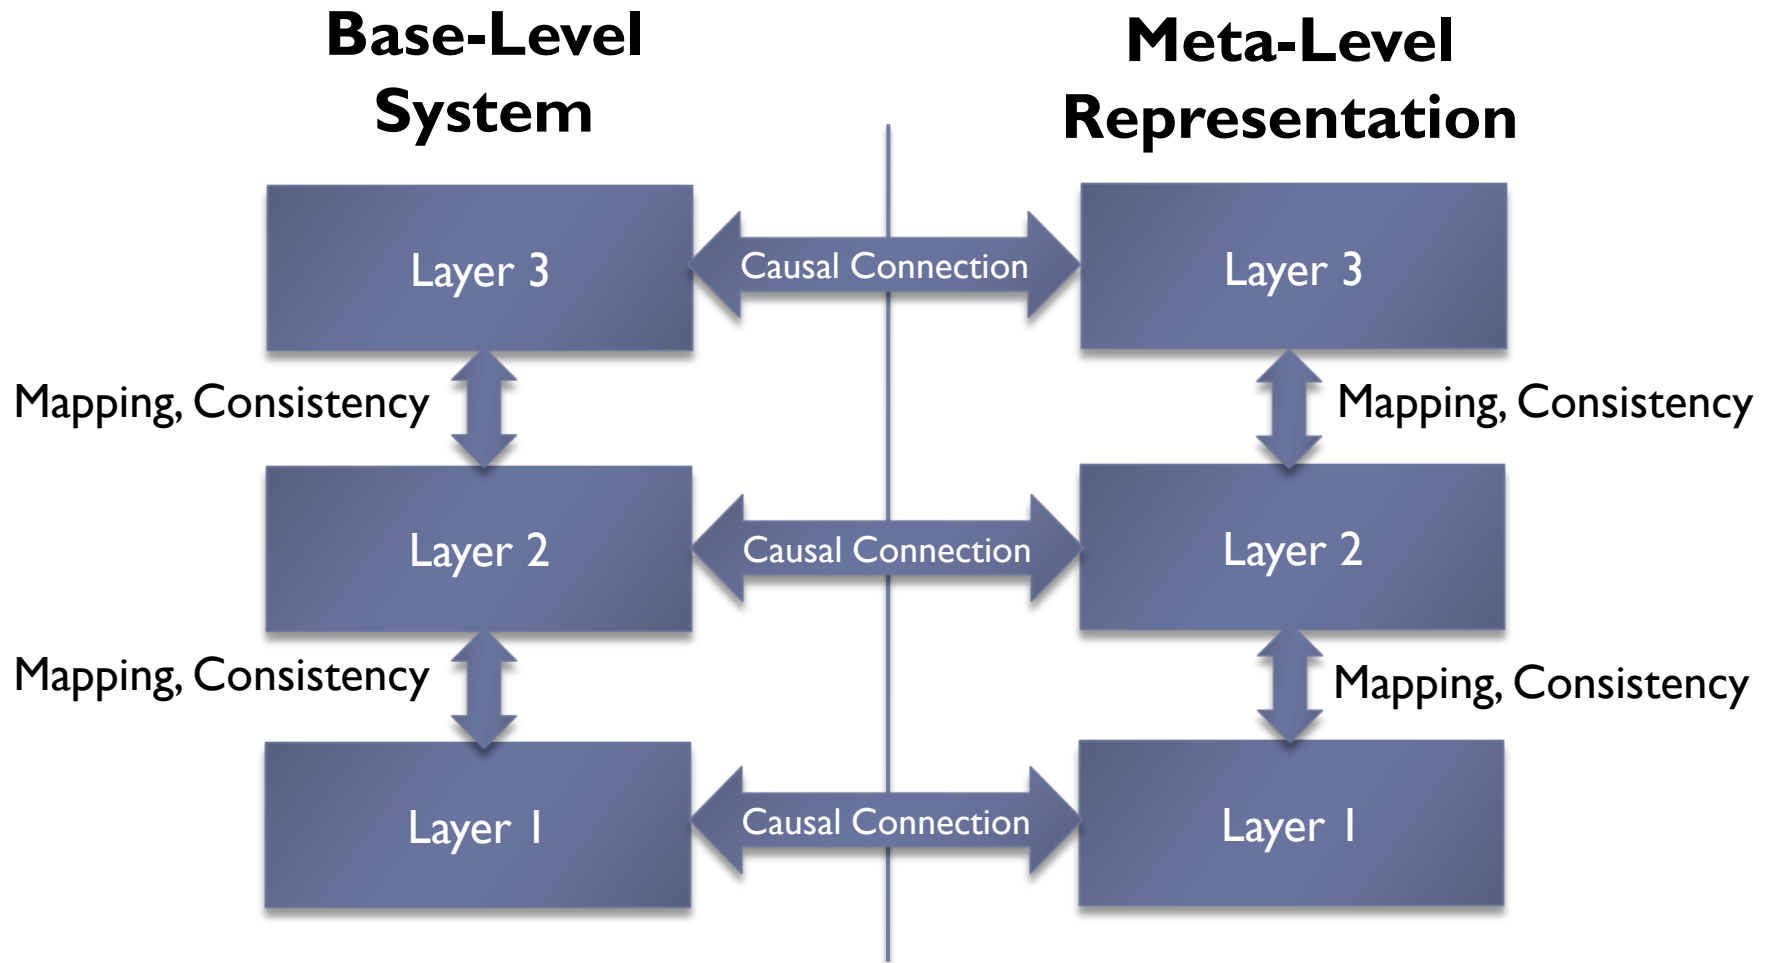 Base-Level
System
Meta-Level
Representation
Layer 3
Causal Connection
Layer 3
Mapping, Consistency
Mapping, Consistency
Layer 2
Causal Connection
Layer 2
Mapping, Consistency
Mapping, Consistency
Layer 1
Causal Connection
Layer 1